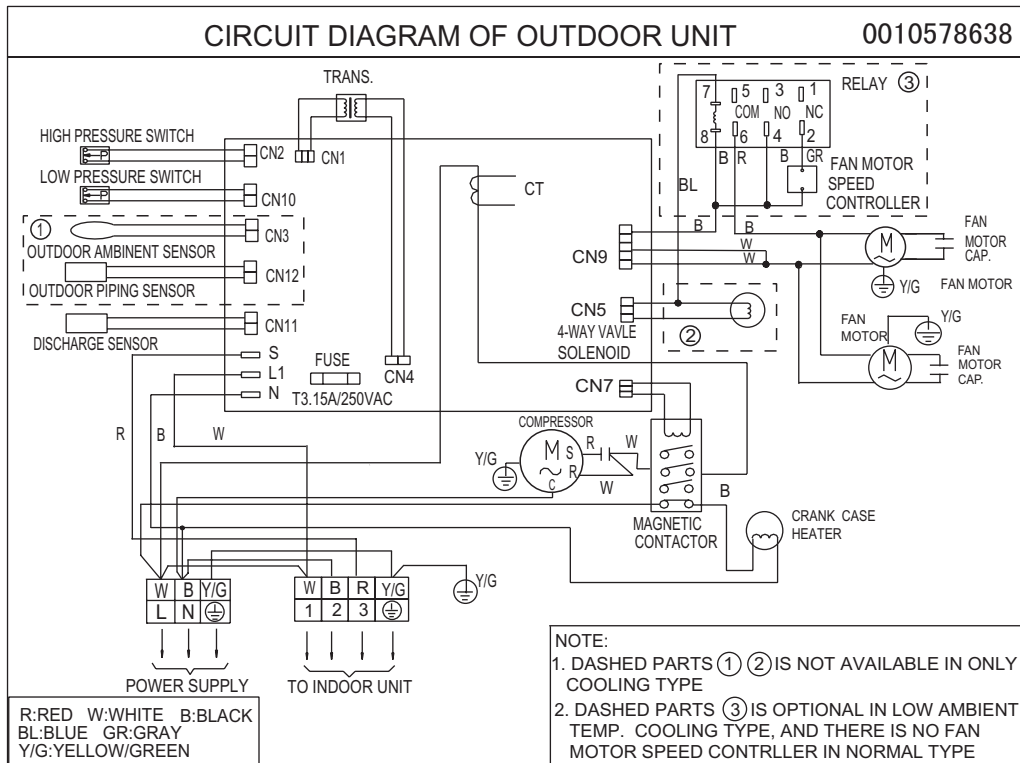 CIRCUIT DIAGRAM OF OUTDOOR UNIT
0010578638
TRANS.
HIGH PRESSURE SWITCH
P
CN2
CN1
LOW PRESSURE SWITCH
P
CN10
①
CN3
OUTDOOR AMBINENT SENSOR
CN12
OUTDOOR PIPING SENSOR
CN11
DISCHARGE SENSOR
S
L1
N
FUSE
T3.15A/250VAC
CN4
CT
RELAY ③
7 5 3 1
COM NO NC
8 6 4 2
B R B GR
BL
FAN MOTOR
SPEED
CONTROLLER
B
B
W
W
CN9
M
FAN
MOTOR
CAP.
Y/G
FAN MOTOR
CN5
4-WAY VAVLE
SOLENOID
②
FAN
MOTOR
Y/G
M
FAN
MOTOR
CAP.
CN7
R B W
COMPRESSOR
Y/G
M S
R
C
R W
W
B
MAGNETIC
CONTACTOR
CRANK CASE
HEATER
W B Y/G
L N
W B R Y/G
1 2 3
Y/G
POWER SUPPLY
TO INDOOR UNIT
R:RED W:WHITE B:BLACK
BL:BLUE GR:GRAY
Y/G:YELLOW/GREEN
NOTE:
1. DASHED PARTS ① ② IS NOT AVAILABLE IN ONLY
COOLING TYPE
2. DASHED PARTS ③ IS OPTIONAL IN LOW AMBIENT
TEMP. COOLING TYPE, AND THERE IS NO FAN
MOTOR SPEED CONTRLLER IN NORMAL TYPE